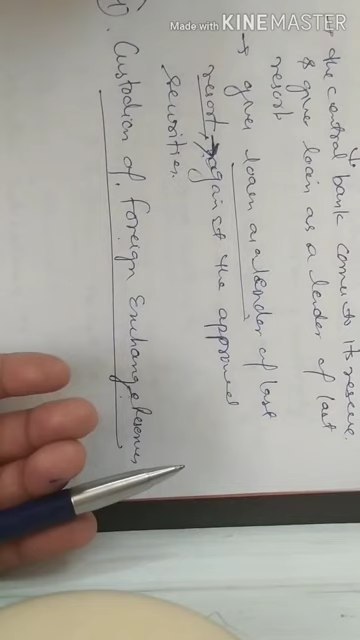 Made with KINEMASTER
the central bank comes to its rescue.
& give loan as a lender of last
resort
→ give loan as a lender of last
resort against the approved
securities.
Custodian of foreign Exchange Reserves